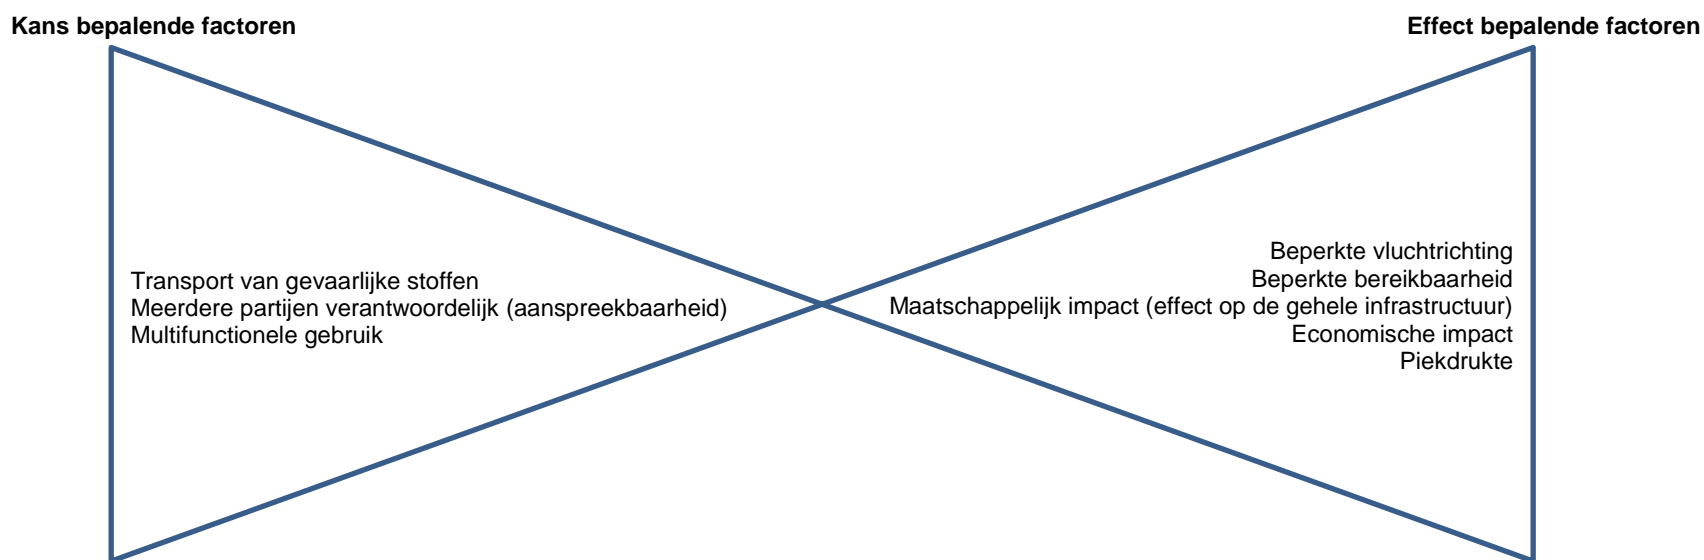 Kans bepalende factoren
Effect bepalende factoren
Transport van gevaarlijke stoffen
Meerdere partijen verantwoordelijk (aanspreekbaarheid)
Multifunctionele gebruik
Beperkte vluchtrichting
Beperkte bereikbaarheid
Maatschappelijk impact (effect op de gehele infrastructuur)
Economische impact
Piekdrukte